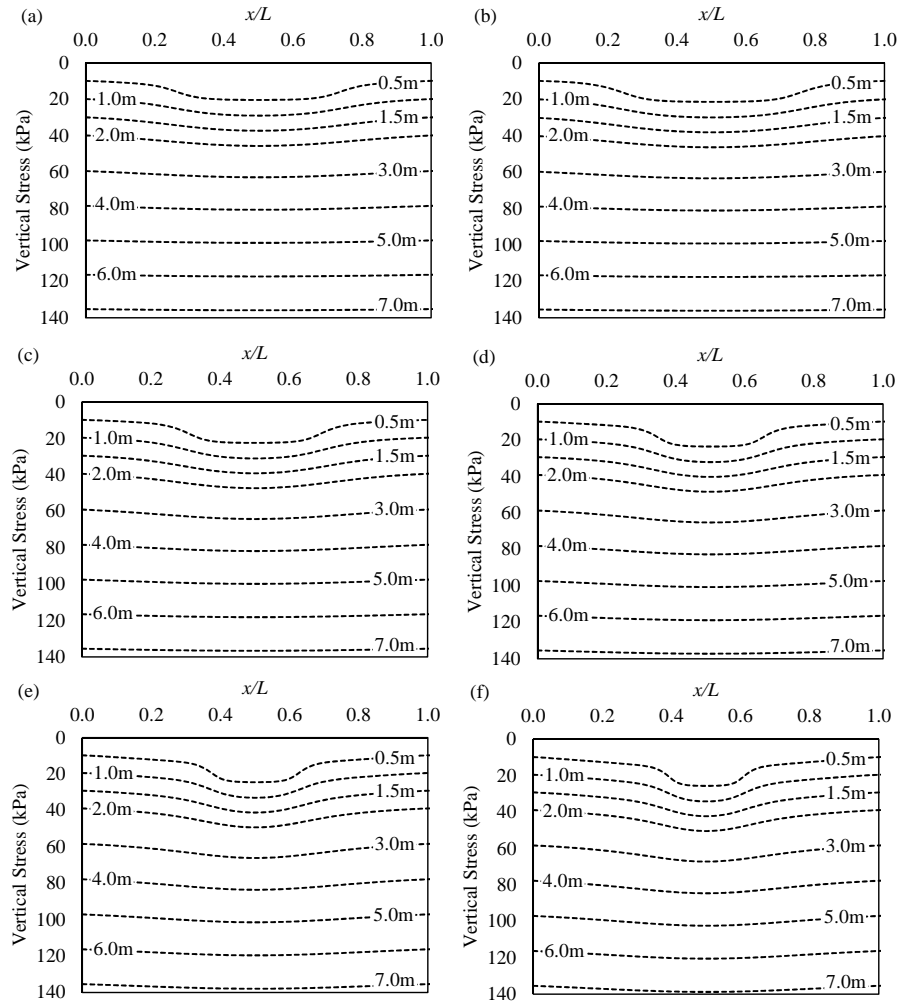 (a)
x/L
0.0 0.2 0.4 0.6 0.8 1.0
Vertical Stress (kPa)
0
20
40
60
80
100
120
140
0.5m
1.0m
1.5m
2.0m
3.0m
4.0m
5.0m
6.0m
7.0m
(b)
x/L
0.0 0.2 0.4 0.6 0.8 1.0
Vertical Stress (kPa)
0
20
40
60
80
100
120
140
0.5m
1.0m
1.5m
2.0m
3.0m
4.0m
5.0m
6.0m
7.0m
(c)
x/L
0.0 0.2 0.4 0.6 0.8 1.0
Vertical Stress (kPa)
0
20
40
60
80
100
120
140
0.5m
1.0m
1.5m
2.0m
3.0m
4.0m
5.0m
6.0m
7.0m
(d)
x/L
0.0 0.2 0.4 0.6 0.8 1.0
Vertical Stress (kPa)
0
20
40
60
80
100
120
140
0.5m
1.0m
1.5m
2.0m
3.0m
4.0m
5.0m
6.0m
7.0m
(e)
x/L
0.0 0.2 0.4 0.6 0.8 1.0
Vertical Stress (kPa)
0
20
40
60
80
100
120
140
0.5m
1.0m
1.5m
2.0m
3.0m
4.0m
5.0m
6.0m
7.0m
(f)
x/L
0.0 0.2 0.4 0.6 0.8 1.0
Vertical Stress (kPa)
0
20
40
60
80
100
120
140
0.5m
1.0m
1.5m
2.0m
3.0m
4.0m
5.0m
6.0m
7.0m